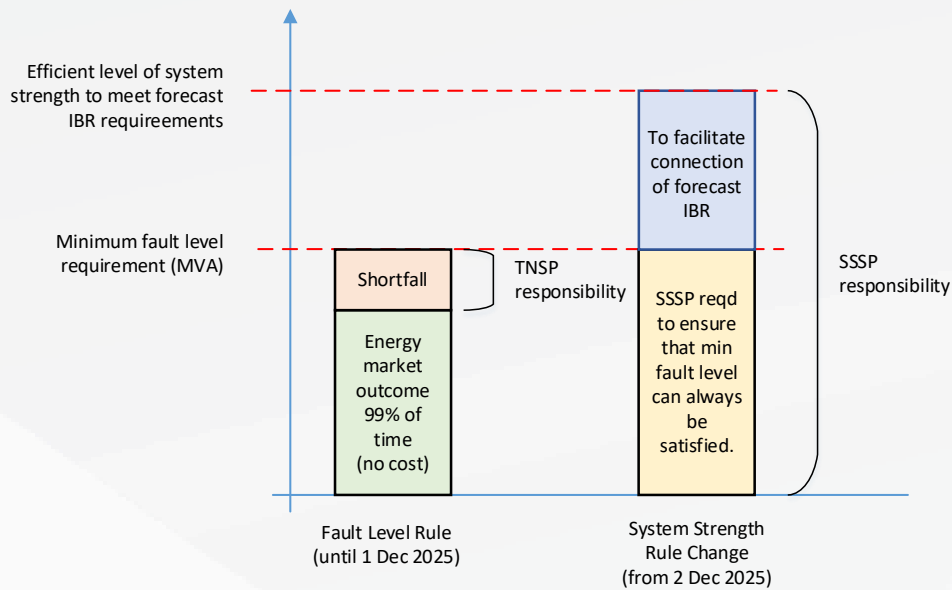 Efficient level of system
strength to meet forecast
IBR requireements
Minimum fault level
requirement (MVA)
Shortfall
Energy
market
outcome
99% of
time
(no cost)
TNSP
responsibility
To facilitate
connection
of forecast
IBR
SSSP reqd
to ensure
that min
fault level
can always
be
satisfied.
SSSP
responsibility
Fault Level Rule
(until 1 Dec 2025)
System Strength
Rule Change
(from 2 Dec 2025)